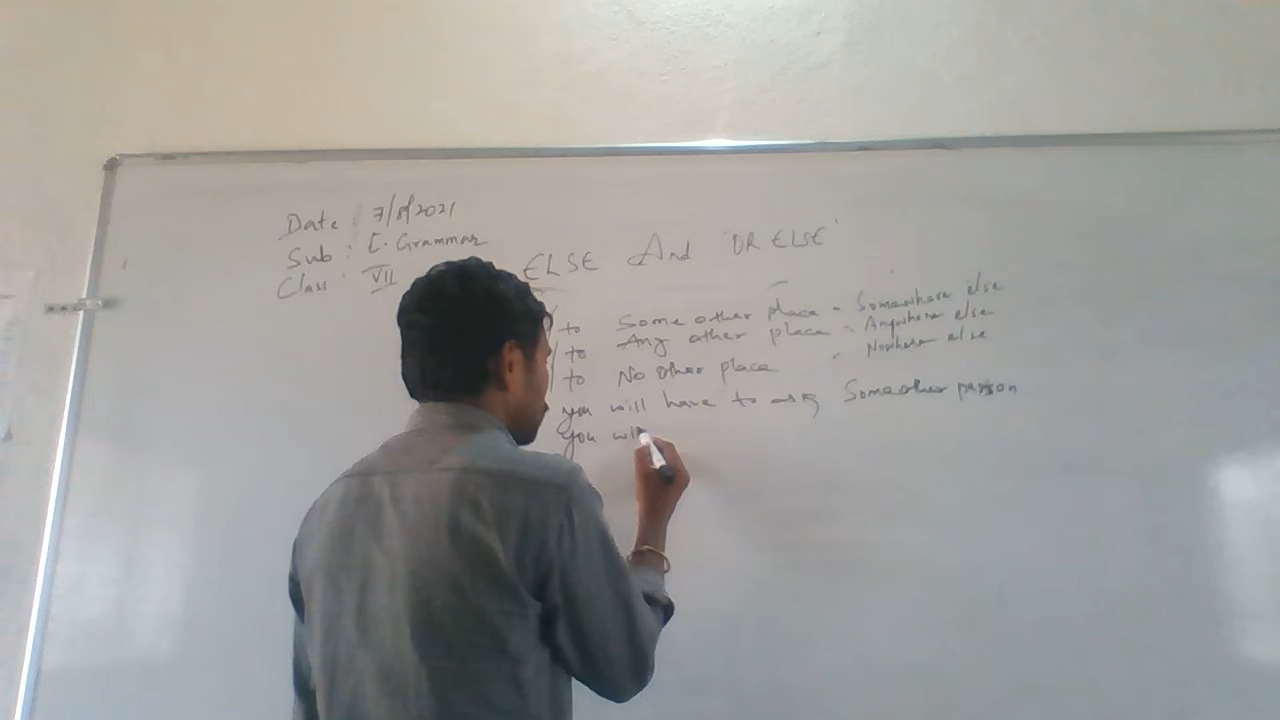 Date : 7/8/2021
Sub : E. Grammar
Class : VII
ELSE And 'OR ELSE'
to Some other place = Somewhere else
to Any other place = Anywhere else
to No other place = Nowhere else
you will have to ask Someother person
you wil